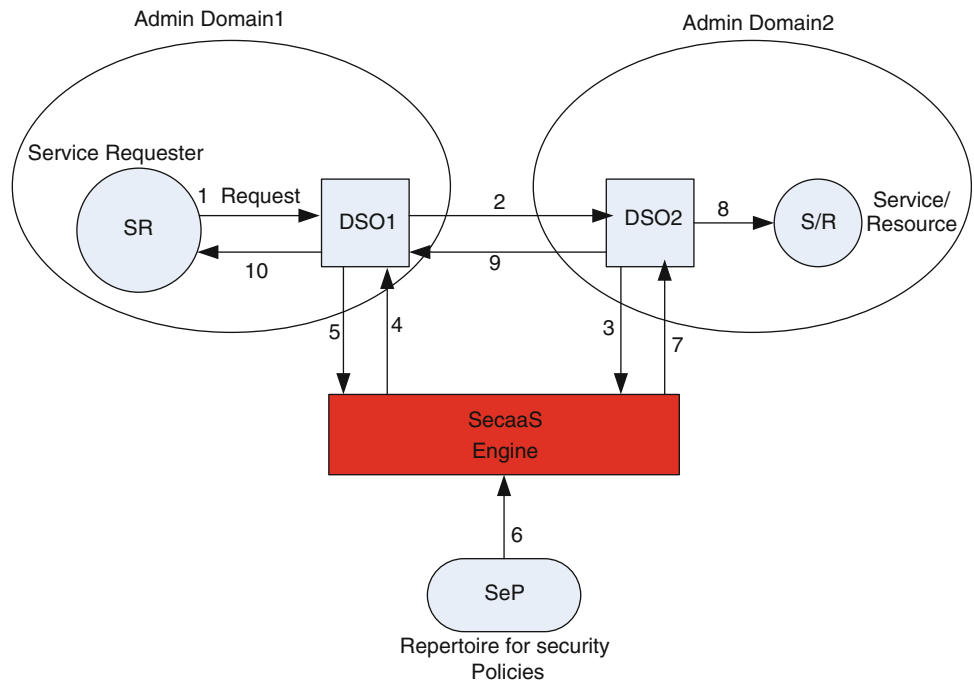 Admin Domain1
Admin Domain2
Service Requester
1 Request
SR
DSO1
2
DSO2
8
S/R
Service/
Resource
10
9
5
4
3
7
SecaaS
Engine
6
SeP
Repertoire for security
Policies